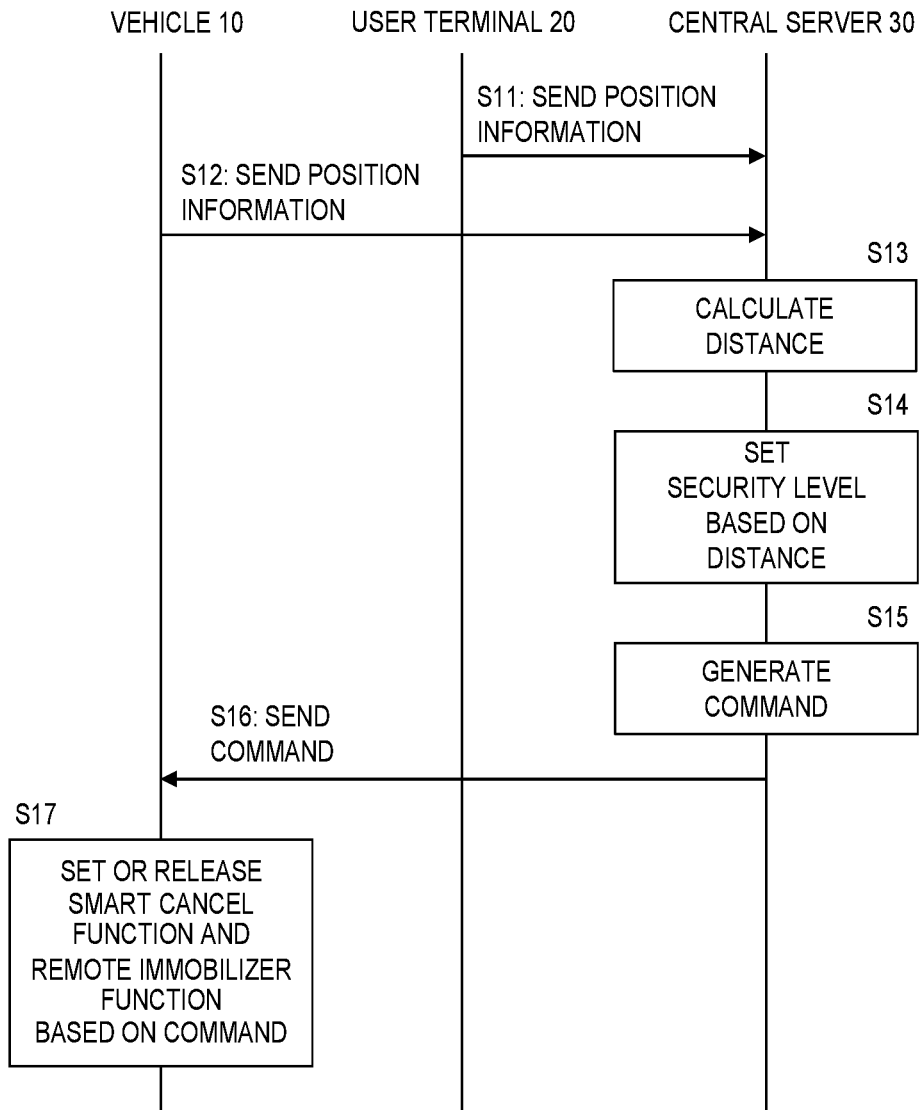 VEHICLE 10
USER TERMINAL 20
CENTRAL SERVER 30
S11: SEND POSITION
INFORMATION
S12: SEND POSITION
INFORMATION
S13
CALCULATE
DISTANCE
S14
SET
SECURITY LEVEL
BASED ON
DISTANCE
S15
GENERATE
COMMAND
S16: SEND
COMMAND
S17
SET OR RELEASE
SMART CANCEL
FUNCTION AND
REMOTE IMMOBILIZER
FUNCTION
BASED ON COMMAND